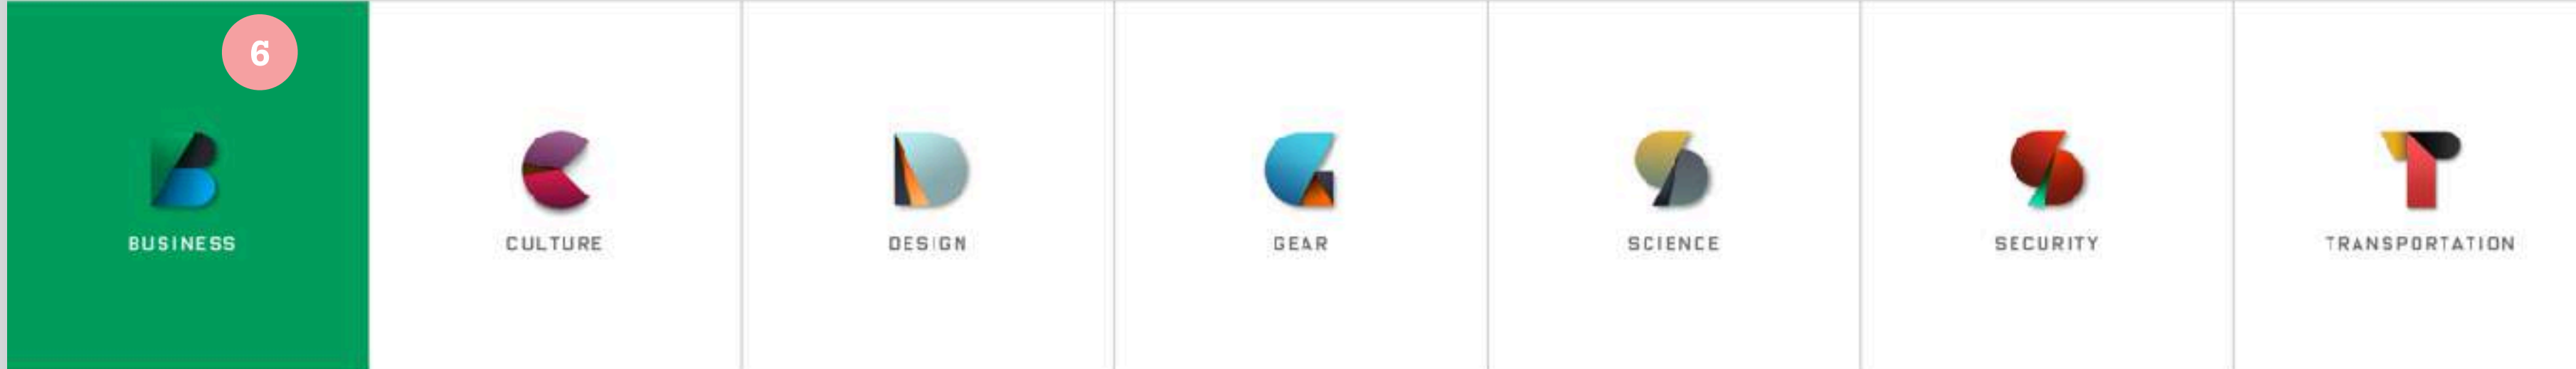 6
B
C
D
G
S
S
T
BUSINESS
CULTURE
DESIGN
GEAR
SCIENCE
SECURITY
TRANSPORTATION